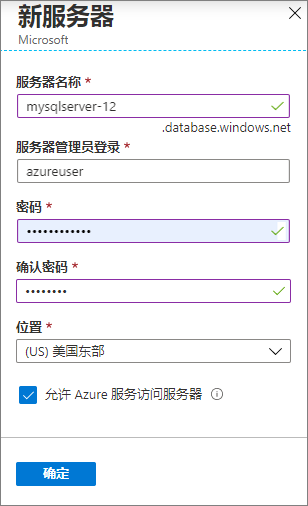 新服务器
Microsoft
服务器名称 *
mysqlserver-12
.database.windows.net
服务器管理员登录 *
azureuser
密码 *
••••••••••••
确认密码 *
••••••••
位置 *
(US) 美国东部
允许 Azure 服务访问服务器
确定